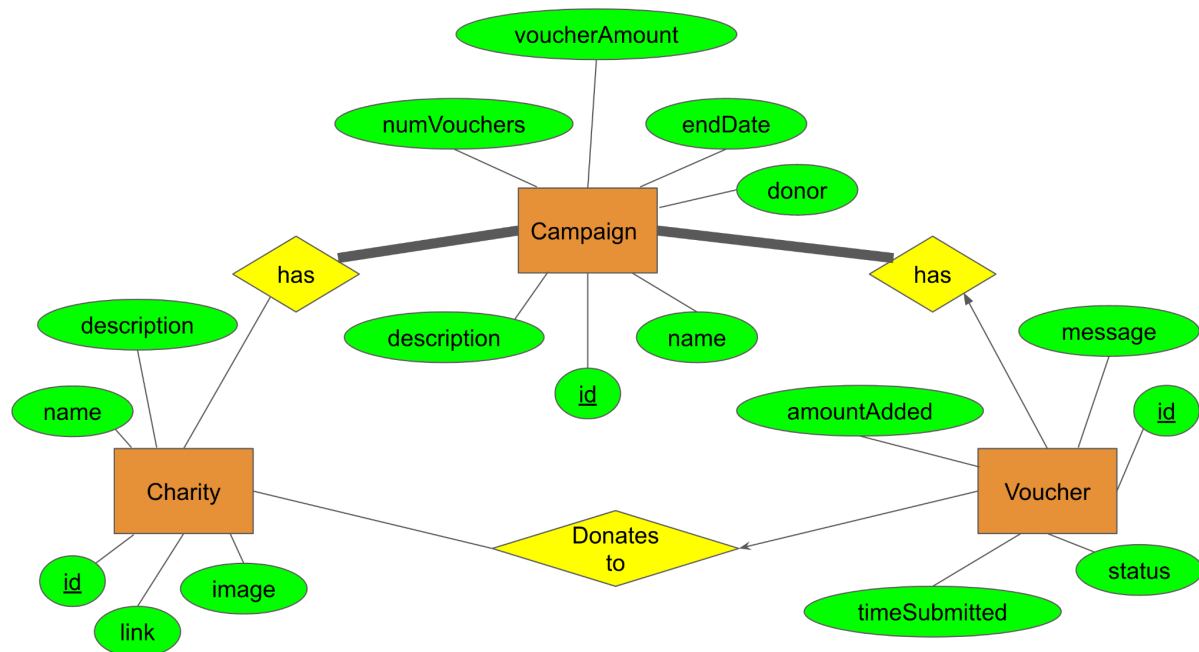 voucherAmount
numVouchers
endDate
donor
Campaign
has
has
description
description
name
message
id
name
amountAdded
id
Charity
Voucher
Donates
to
id
image
link
timeSubmitted
status